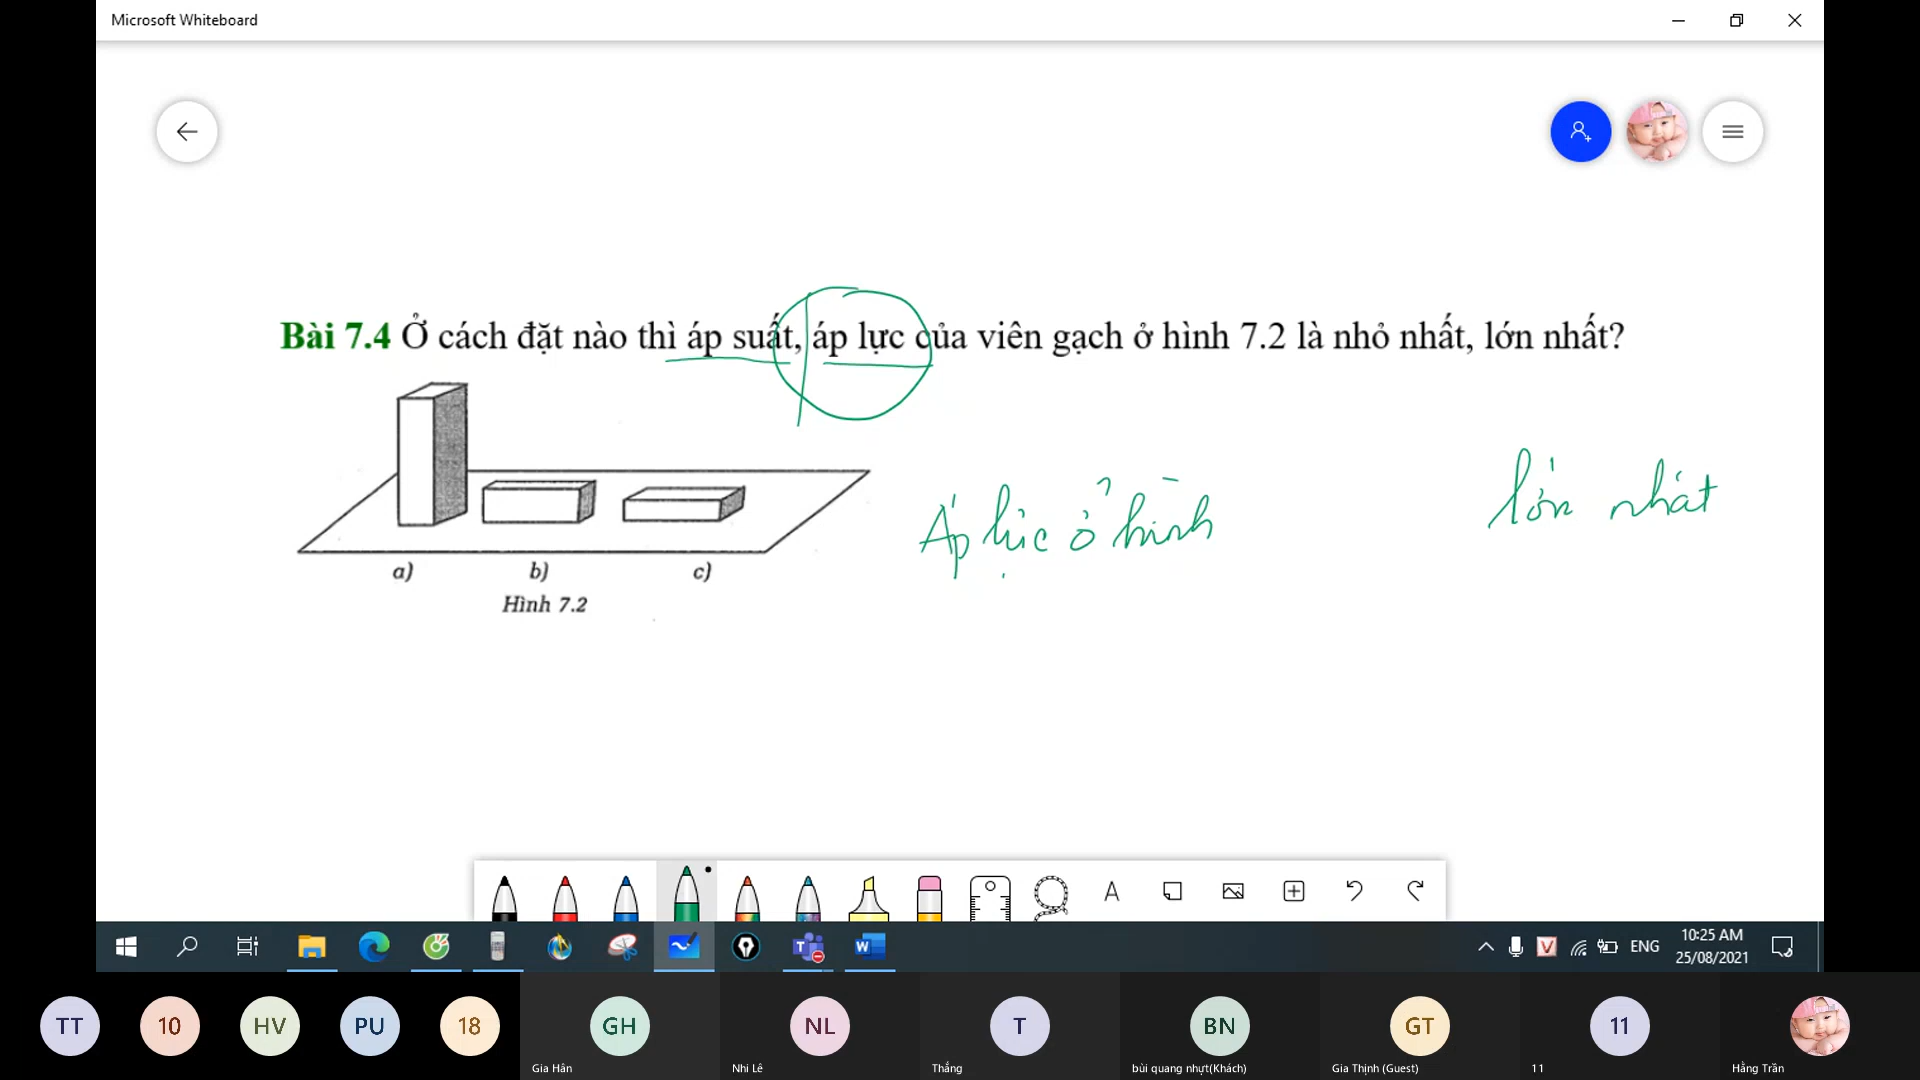 Microsoft Whiteboard
Bài 7.4 Ở cách đặt nào thì áp suất, áp lực của viên gạch ở hình 7.2 là nhỏ nhất, lớn nhất?
Áp lực ở hình
lớn nhất
a) b) c)
Hình 7.2
A
ENG
10:25 AM
25/08/2021
TT 10 HV PU 18 GH NL T BN GT 11
Gia Hân Nhi Lê Thắng bùi quang nhựt(Khách) Gia Thịnh (Guest) 11 Hằng Trần